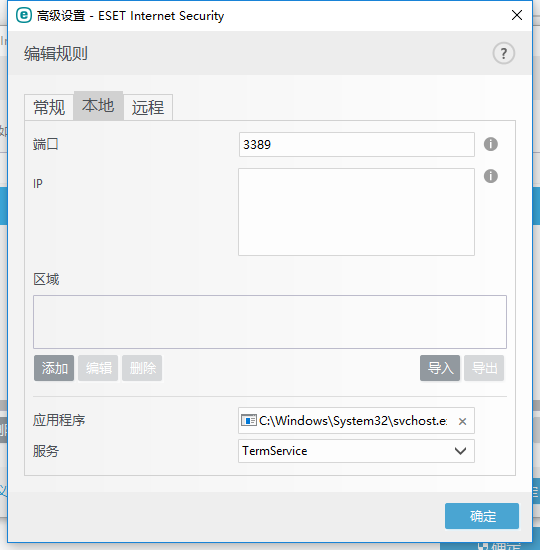 高级设置 - ESET Internet Security
编辑规则
?
常规 本地 远程
端口 3389
IP
区域
添加 编辑 删除 导入 导出
应用程序 C:\Windows\System32\svchost.e
服务 TermService
确定